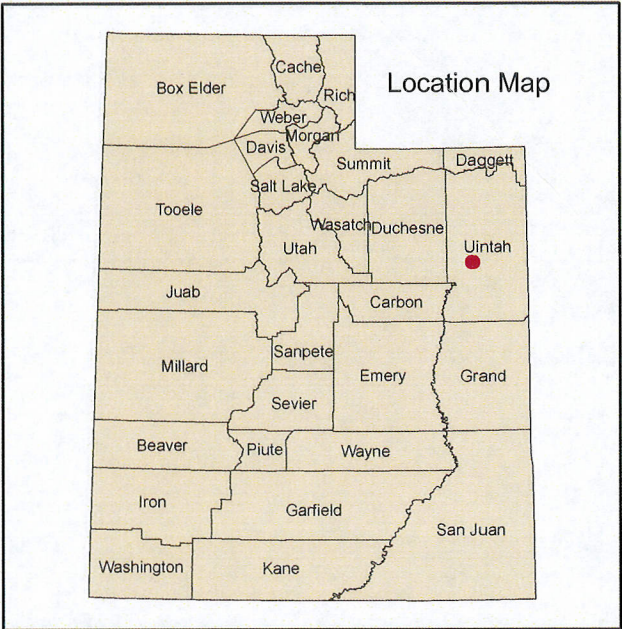 Location Map
Cache
Box Elder
Rich
Weber
Morgan
Davis
Summit
Daggett
Salt Lake
Tooele
Wasatch
Duchesne
Utah
Uintah
Juab
Carbon
Sanpete
Millard
Emery
Grand
Sevier
Beaver
Piute
Wayne
Iron
Garfield
San Juan
Washington
Kane